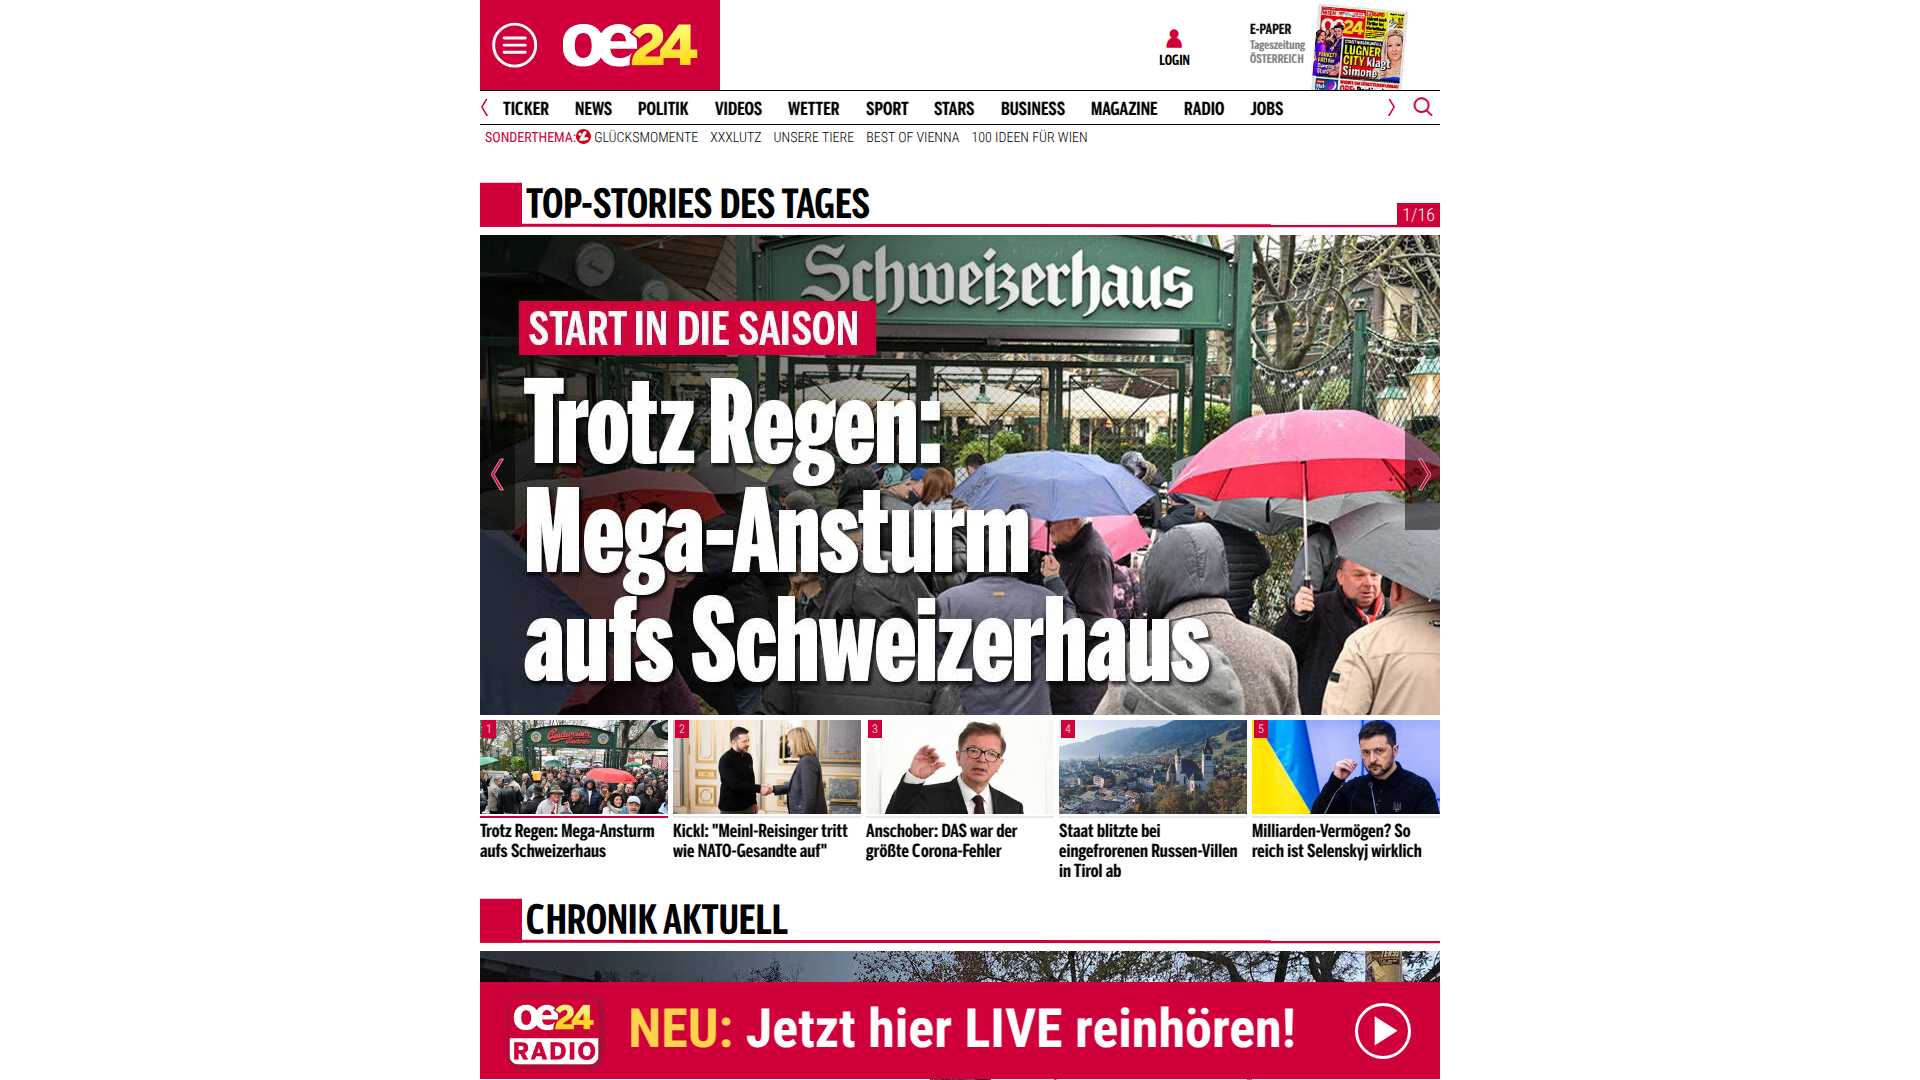 oe24
LOGIN
E-PAPER
Tageszeitung
ÖSTERREICH
oe24
LUGNER
CITY klagt
Simone
TICKER NEWS POLITIK VIDEOS WETTER SPORT STARS BUSINESS MAGAZINE RADIO JOBS
SONDERTHEMA: GLÜCKSMOMENTE XXXLUTZ UNSERE TIERE BEST OF VIENNA 100 IDEEN FÜR WIEN
TOP-STORIES DES TAGES
1/16
Schweizerhaus
START IN DIE SAISON
Trotz Regen:
Mega-Ansturm
aufs Schweizerhaus
1
2
3
4
5
Trotz Regen: Mega-Ansturm
aufs Schweizerhaus
Kickl: "Meinl-Reisinger tritt
wie NATO-Gesandte auf"
Anschober: DAS war der
größte Corona-Fehler
Staat blitzte bei
eingefrorenen Russen-Villen
in Tirol ab
Milliarden-Vermögen? So
reich ist Selenskyj wirklich
CHRONIK AKTUELL
oe24
RADIO
NEU: Jetzt hier LIVE reinhören!